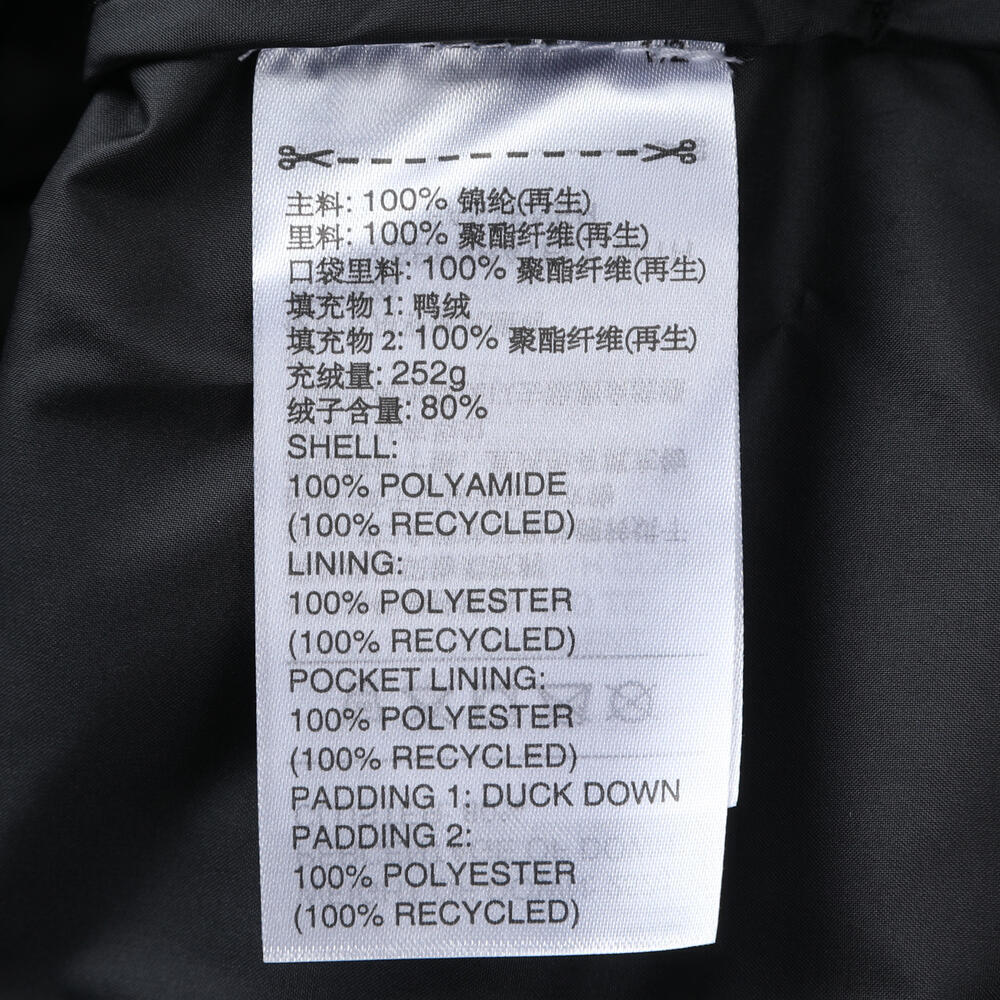 主料: 100% 锦纶(再生)
里料: 100% 聚酯纤维(再生)
口袋里料: 100% 聚酯纤维(再生)
填充物 1: 鸭绒
填充物 2: 100% 聚酯纤维(再生)
充绒量: 252g
绒子含量: 80%
SHELL:
100% POLYAMIDE
(100% RECYCLED)
LINING:
100% POLYESTER
(100% RECYCLED)
POCKET LINING:
100% POLYESTER
(100% RECYCLED)
PADDING 1: DUCK DOWN
PADDING 2:
100% POLYESTER
(100% RECYCLED)